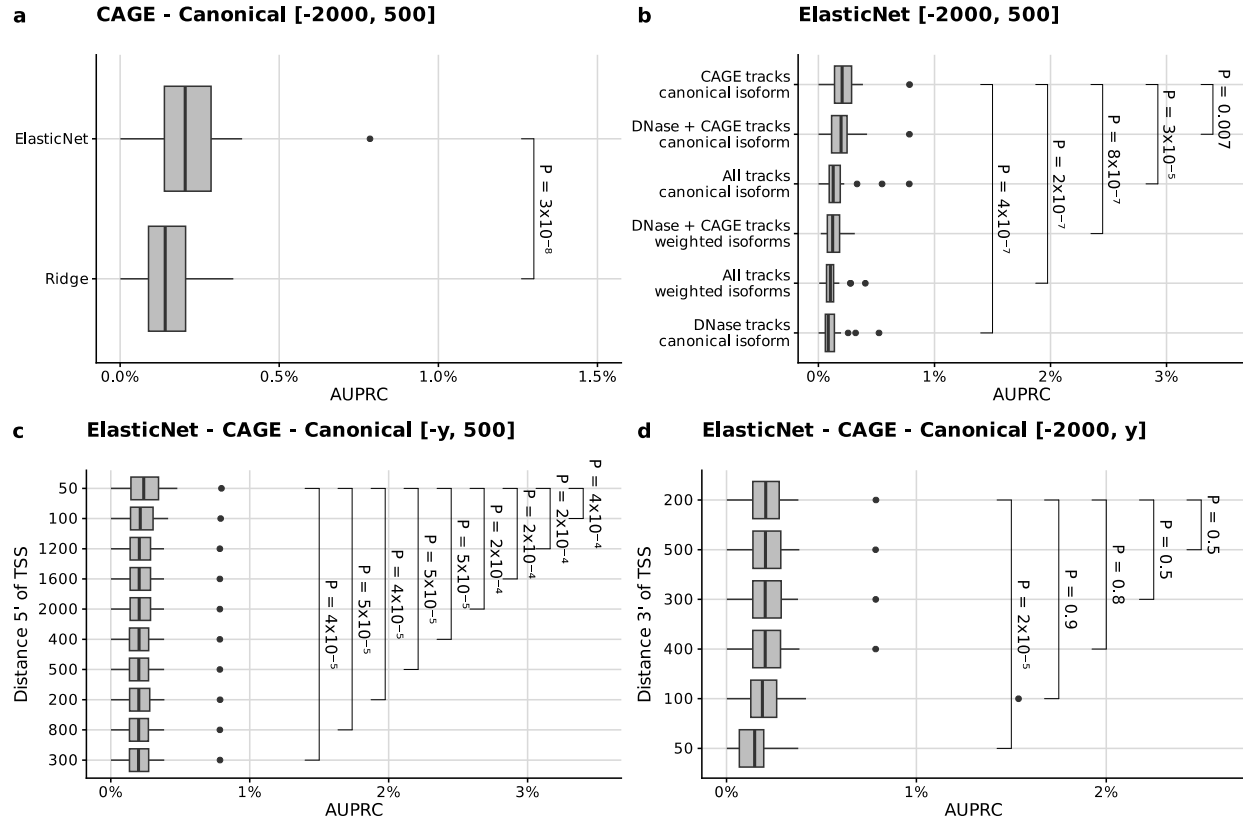 a
CAGE - Canonical [-2000, 500]
ElasticNet
Ridge
P = 3x10⁻⁸
0.0%
0.5%
1.0%
1.5%
AUPRC
b
ElasticNet [-2000, 500]
CAGE tracks
canonical isoform
DNase + CAGE tracks
canonical isoform
All tracks
canonical isoform
DNase + CAGE tracks
weighted isoforms
All tracks
weighted isoforms
DNase tracks
canonical isoform
P = 4x10⁻⁷
P = 2x10⁻⁷
P = 8x10⁻⁷
P = 3x10⁻⁵
P = 0.007
0%
1%
2%
3%
AUPRC
c
ElasticNet - CAGE - Canonical [-y, 500]
Distance 5' of TSS
50
100
1200
1600
2000
400
500
200
800
300
P = 4x10⁻⁵
P = 5x10⁻⁵
P = 4x10⁻⁵
P = 5x10⁻⁵
P = 5x10⁻⁵
P = 2x10⁻⁴
P = 2x10⁻⁴
P = 2x10⁻⁴
P = 4x10⁻⁴
0%
1%
2%
3%
AUPRC
d
ElasticNet - CAGE - Canonical [-2000, y]
Distance 3' of TSS
200
500
300
400
100
50
P = 2x10⁻⁵
P = 0.9
P = 0.8
P = 0.5
P = 0.5
0%
1%
2%
AUPRC